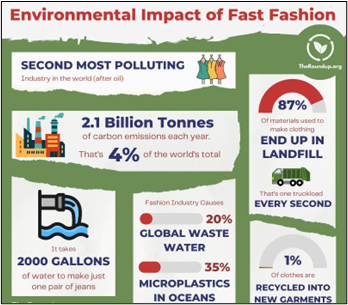 Environmental Impact of Fast Fashion
TheRoundup.org
SECOND MOST POLLUTING
Industry in the world (after oil)
2.1 Billion Tonnes
of carbon emissions each year.
That's 4% of the world's total
87%
Of materials used to
make clothing
END UP IN
LANDFILL
That's one truckload
EVERY SECOND
It takes
2000 GALLONS
of water to make just
one pair of jeans
Fashion Industry Causes
20%
GLOBAL WASTE
WATER
35%
MICROPLASTICS
IN OCEANS
1%
Of clothes are
RECYCLED INTO
NEW GARMENTS